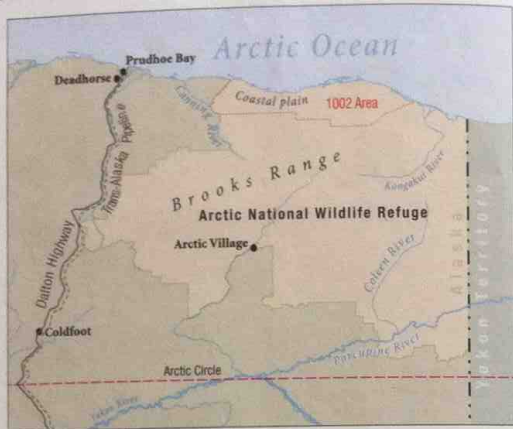 Arctic Ocean
Prudhoe Bay
Deadhorse
Coastal plain
1002 Area
Canning River
Trans-Alaska Pipeline
Brooks Range
Kongakut River
Arctic National Wildlife Refuge
Arctic Village
Dalton Highway
Coleen River
Alaska
Yukon Territory
Coldfoot
Porcupine River
Arctic Circle
Yukon River